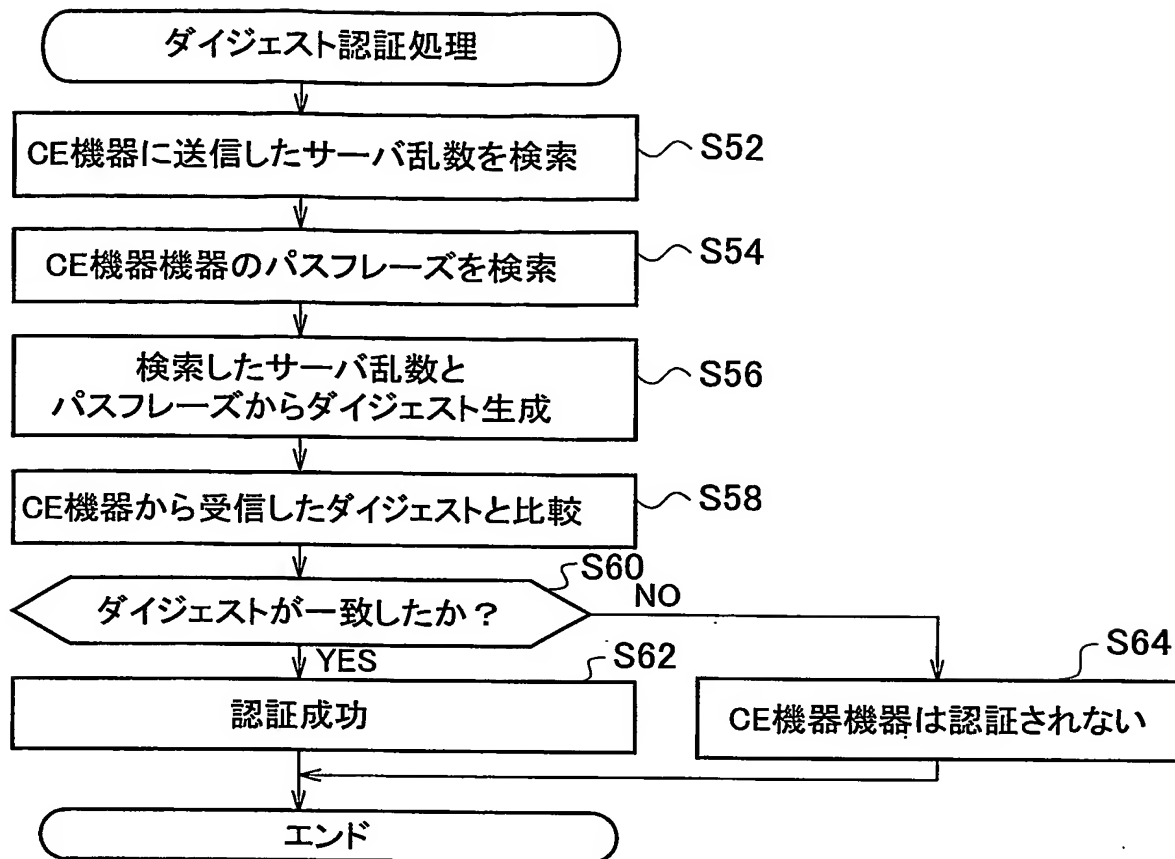 ダイジェスト認証処理
CE機器に送信したサーバ乱数を検索
S52
CE機器機器のパスフレーズを検索
S54
検索したサーバ乱数と
パスフレーズからダイジェスト生成
S56
CE機器から受信したダイジェストと比較
S58
S60
ダイジェストが一致したか？
NO
YES
S62
認証成功
S64
CE機器機器は認証されない
エンド